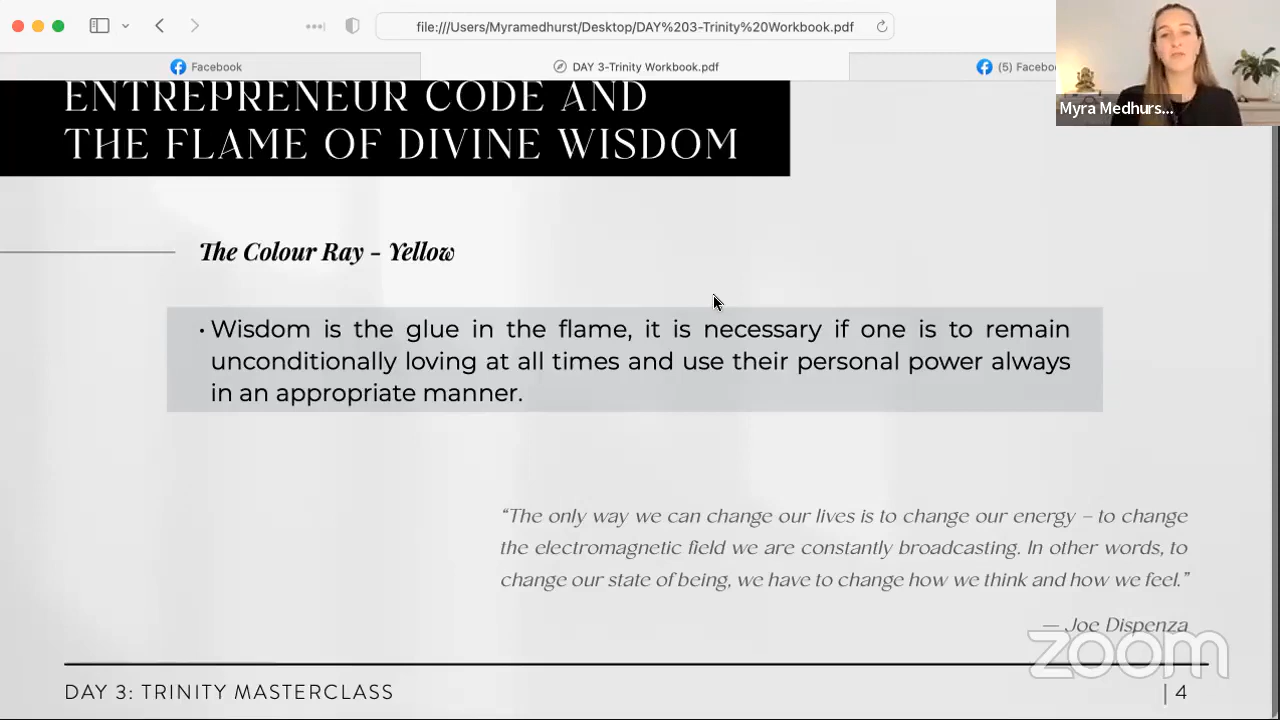 file:///Users/Myramedhurst/Desktop/DAY%203-Trinity%20Workbook.pdf
Facebook
DAY 3-Trinity Workbook.pdf
(5) Facebo
Myra Medhurs...
ENTREPRENEUR CODE AND
THE FLAME OF DIVINE WISDOM
The Colour Ray - Yellow
• Wisdom is the glue in the flame, it is necessary if one is to remain
unconditionally loving at all times and use their personal power always
in an appropriate manner.
“The only way we can change our lives is to change our energy – to change
the electromagnetic field we are constantly broadcasting. In other words, to
change our state of being, we have to change how we think and how we feel.”
— Joe Dispenza
zoom
DAY 3: TRINITY MASTERCLASS
| 4